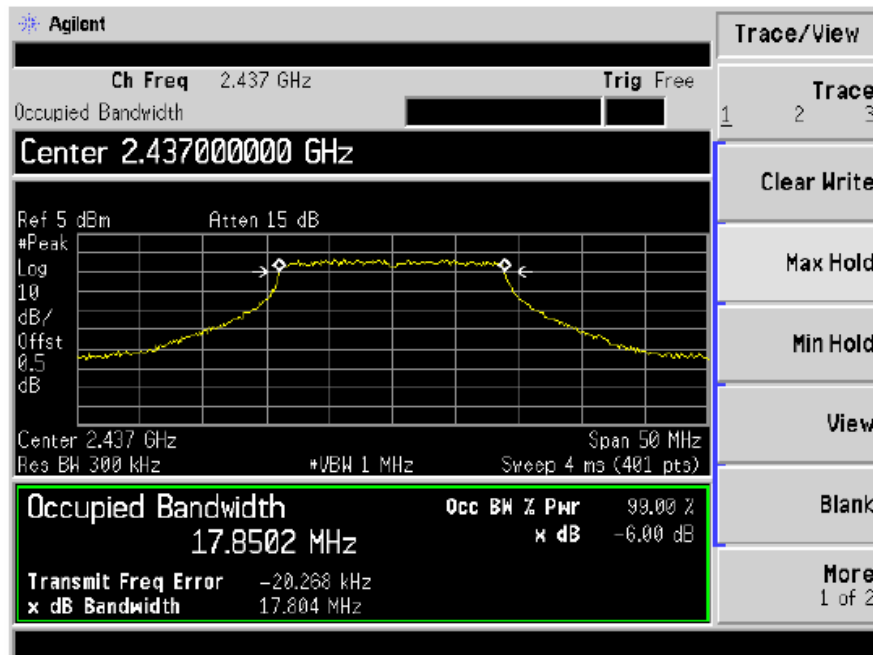 Agilent
Trace/View
Ch Freq 2.437 GHz Trig Free
Occupied Bandwidth
Center 2.437000000 GHz
Ref 5 dBm Atten 15 dB
#Peak
Log
10
dB/
Offst
0.5
dB
Center 2.437 GHz Span 50 MHz
Res BW 300 kHz #VBW 1 MHz Sweep 4 ms (401 pts)
Occupied Bandwidth Occ BW % Pwr 99.00 %
17.8502 MHz x dB -6.00 dB
Transmit Freq Error -20.268 kHz
x dB Bandwidth 17.804 MHz
Trace
1 2 3
Clear Write
Max Hold
Min Hold
View
Blank
More
1 of 2